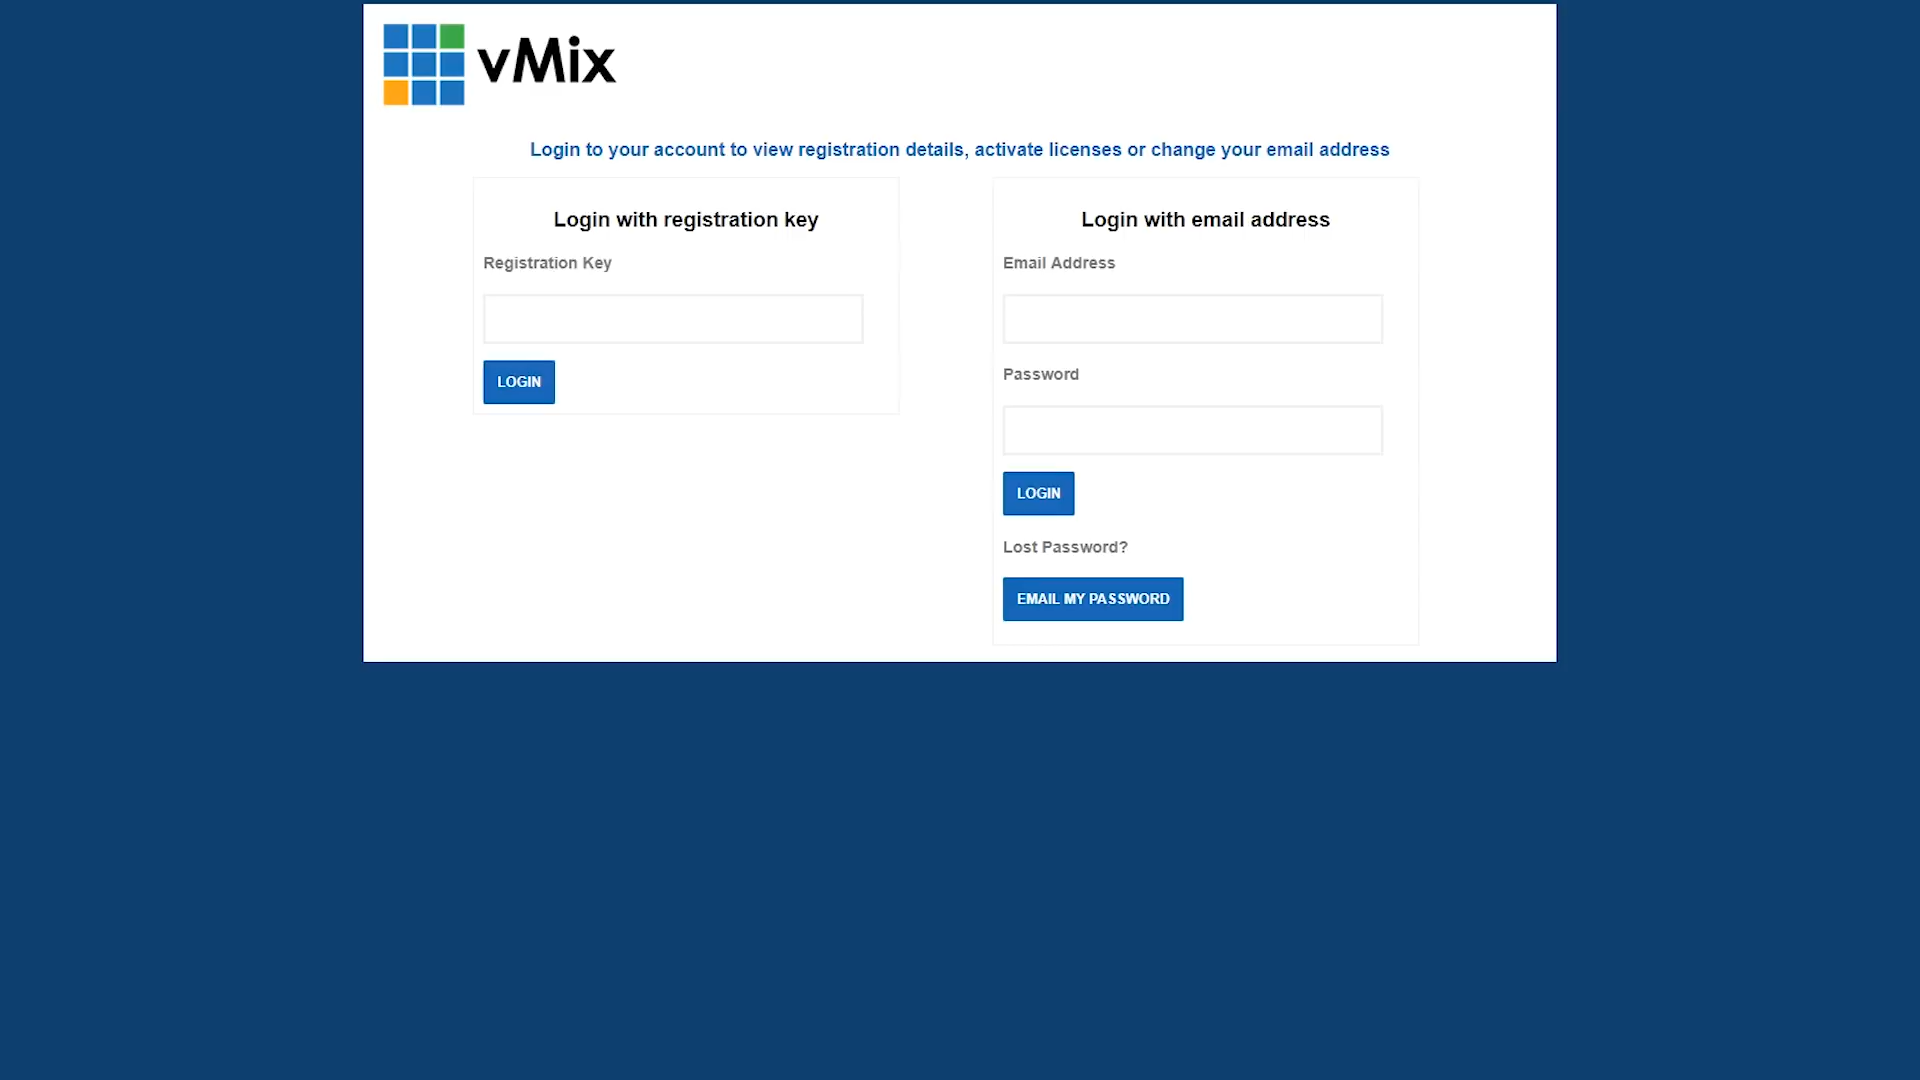 vMix
Login to your account to view registration details, activate licenses or change your email address
Login with registration key
Registration Key
LOGIN
Login with email address
Email Address
Password
LOGIN
Lost Password?
EMAIL MY PASSWORD